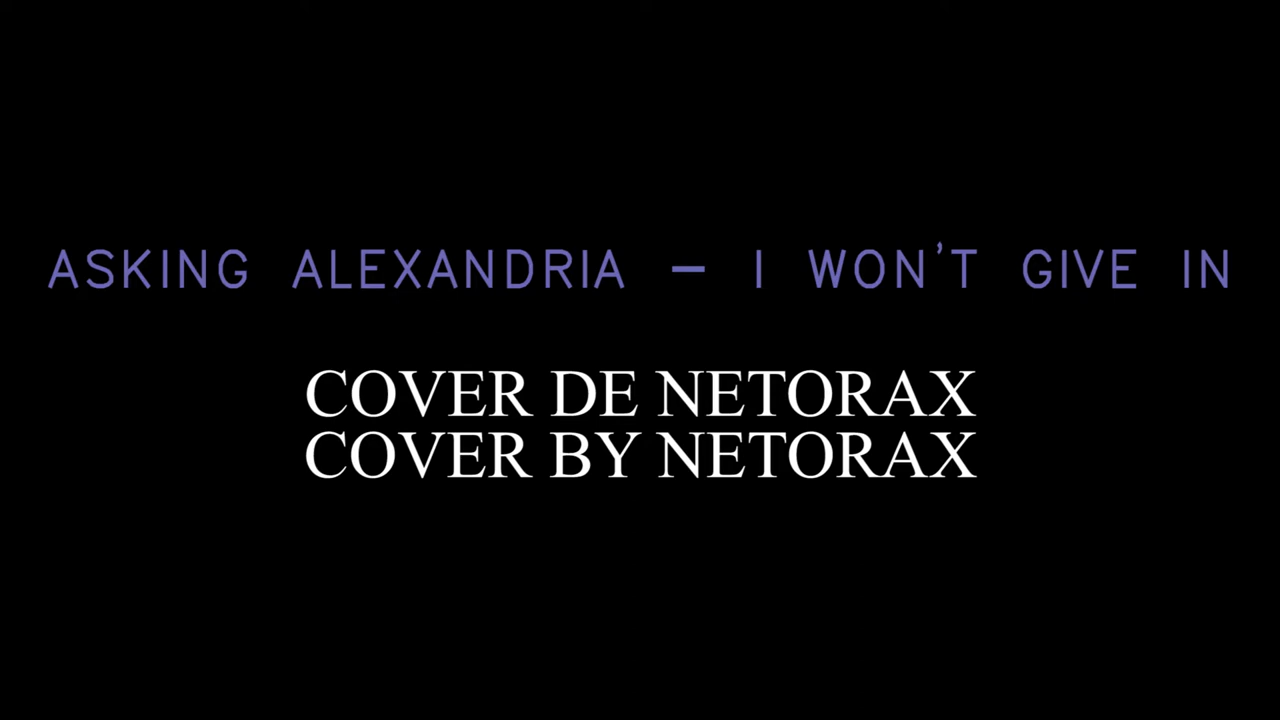 ASKING ALEXANDRIA – I WON'T GIVE IN
COVER DE NETORAX
COVER BY NETORAX